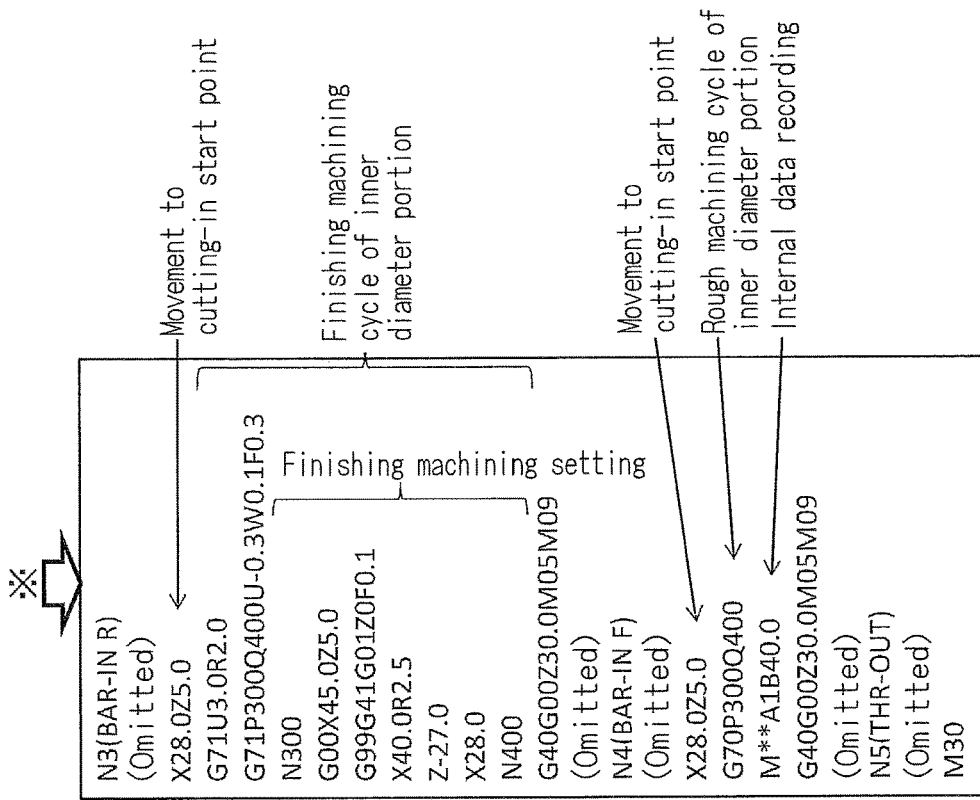 ※
N3(BAR-IN R)
(Omitted)
X28.0Z5.0
G71U3.0R2.0
G71P300Q400U-0.3W0.1F0.3
N300
G00X45.0Z5.0
G99G41G01Z0F0.1
X40.0R2.5
Z-27.0
X28.0
N400
G40G00Z30.0M05M09
(Omitted)
N4(BAR-IN F)
(Omitted)
X28.0Z5.0
G70P300Q400
M**A1B40.0
G40G00Z30.0M05M09
(Omitted)
N5(THR-OUT)
(Omitted)
M30
Finishing machining setting
Movement to
cutting-in start point
Finishing machining
cycle of inner
diameter portion
Movement to
cutting-in start point
Rough machining cycle of
inner diameter portion
Internal data recording